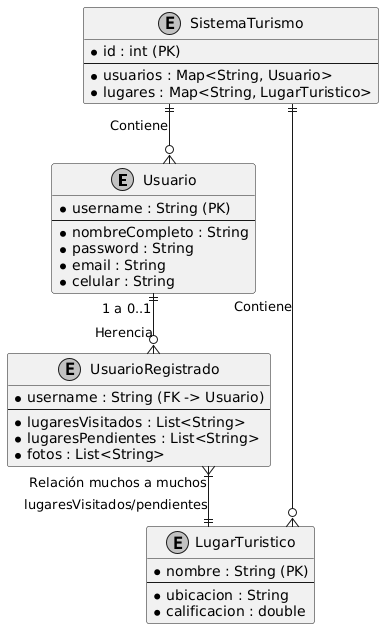 E SistemaTurismo
id : int (PK)
usuarios : Map<String, Usuario>
lugares : Map<String, LugarTuristico>
Contiene
E Usuario
username : String (PK)
nombreCompleto : String
password : String
email : String
celular : String
1 a 0..1
Contiene
Herencia
E UsuarioRegistrado
username : String (FK -> Usuario)
lugaresVisitados : List<String>
lugaresPendientes : List<String>
fotos : List<String>
Relación muchos a muchos
lugaresVisitados/pendientes
E LugarTuristico
nombre : String (PK)
ubicacion : String
calificacion : double